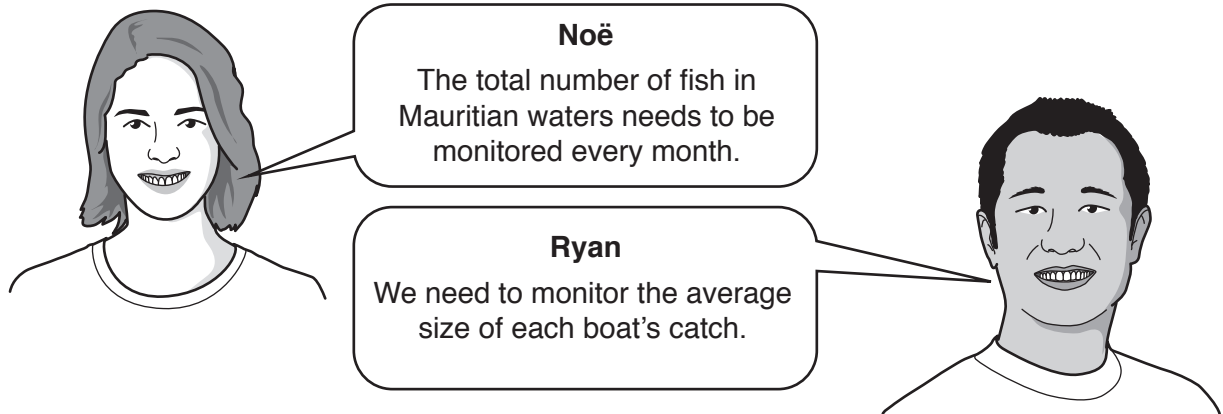 Noë
The total number of fish in
Mauritian waters needs to be
monitored every month.
Ryan
We need to monitor the average
size of each boat’s catch.